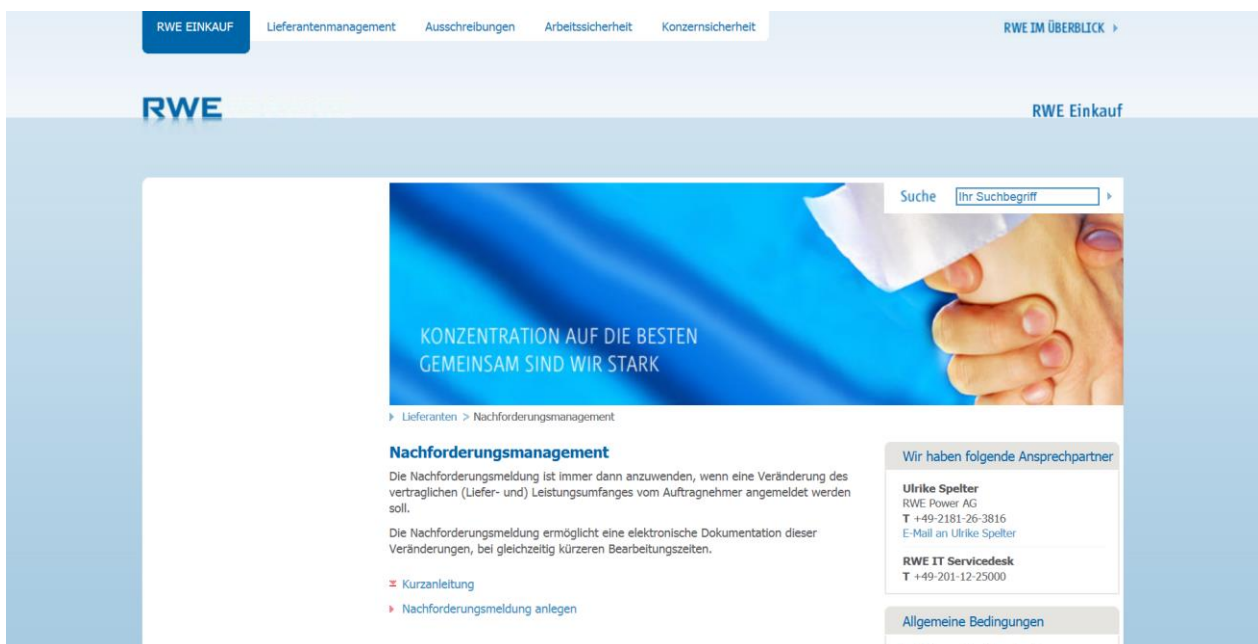 RWE EINKAUF Lieferantenmanagement Ausschreibungen Arbeitssicherheit Konzernsicherheit RWE IM ÜBERBLICK
RWE RWE Einkauf
Suche Ihr Suchbegriff
KONZENTRATION AUF DIE BESTEN
GEMEINSAM SIND WIR STARK
Lieferanten > Nachforderungsmanagement
Nachforderungsmanagement
Die Nachforderungsmeldung ist immer dann anzuwenden, wenn eine Veränderung des
vertraglichen (Liefer- und) Leistungsumfanges vom Auftragnehmer angemeldet werden
soll.
Die Nachforderungsmeldung ermöglicht eine elektronische Dokumentation dieser
Veränderungen, bei gleichzeitig kürzeren Bearbeitungszeiten.
Kurzanleitung
Nachforderungsmeldung anlegen
Wir haben folgende Ansprechpartner
Ulrike Spelter
RWE Power AG
T +49-2181-26-3816
E-Mail an Ulrike Spelter
RWE IT Servicedesk
T +49-201-12-25000
Allgemeine Bedingungen